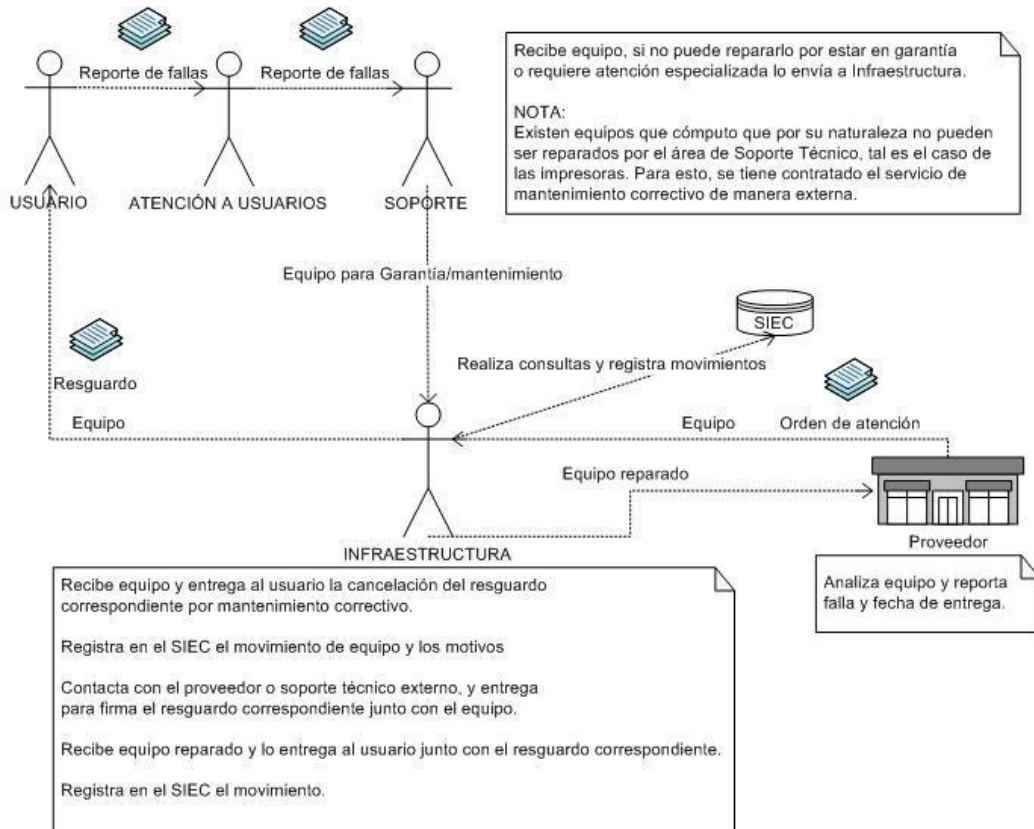 Reporte de fallas
Reporte de fallas
USUARIO
ATENCIÓN A USUARIOS
SOPORTE
Recibe equipo, si no puede repararlo por estar en garantía
o requiere atención especializada lo envía a Infraestructura.
NOTA:
Existen equipos que cómputo que por su naturaleza no pueden
ser reparados por el área de Soporte Técnico, tal es el caso de
las impresoras. Para esto, se tiene contratado el servicio de
mantenimiento correctivo de manera externa.
Equipo para Garantía/mantenimiento
SIEC
Realiza consultas y registra movimientos
Resguardo
Equipo
Equipo
Orden de atención
Equipo reparado
Proveedor
INFRAESTRUCTURA
Analiza equipo y reporta
falla y fecha de entrega.
Recibe equipo y entrega al usuario la cancelación del resguardo
correspondiente por mantenimiento correctivo.
Registra en el SIEC el movimiento de equipo y los motivos
Contacta con el proveedor o soporte técnico externo, y entrega
para firma el resguardo correspondiente junto con el equipo.
Recibe equipo reparado y lo entrega al usuario junto con el resguardo correspondiente.
Registra en el SIEC el movimiento.